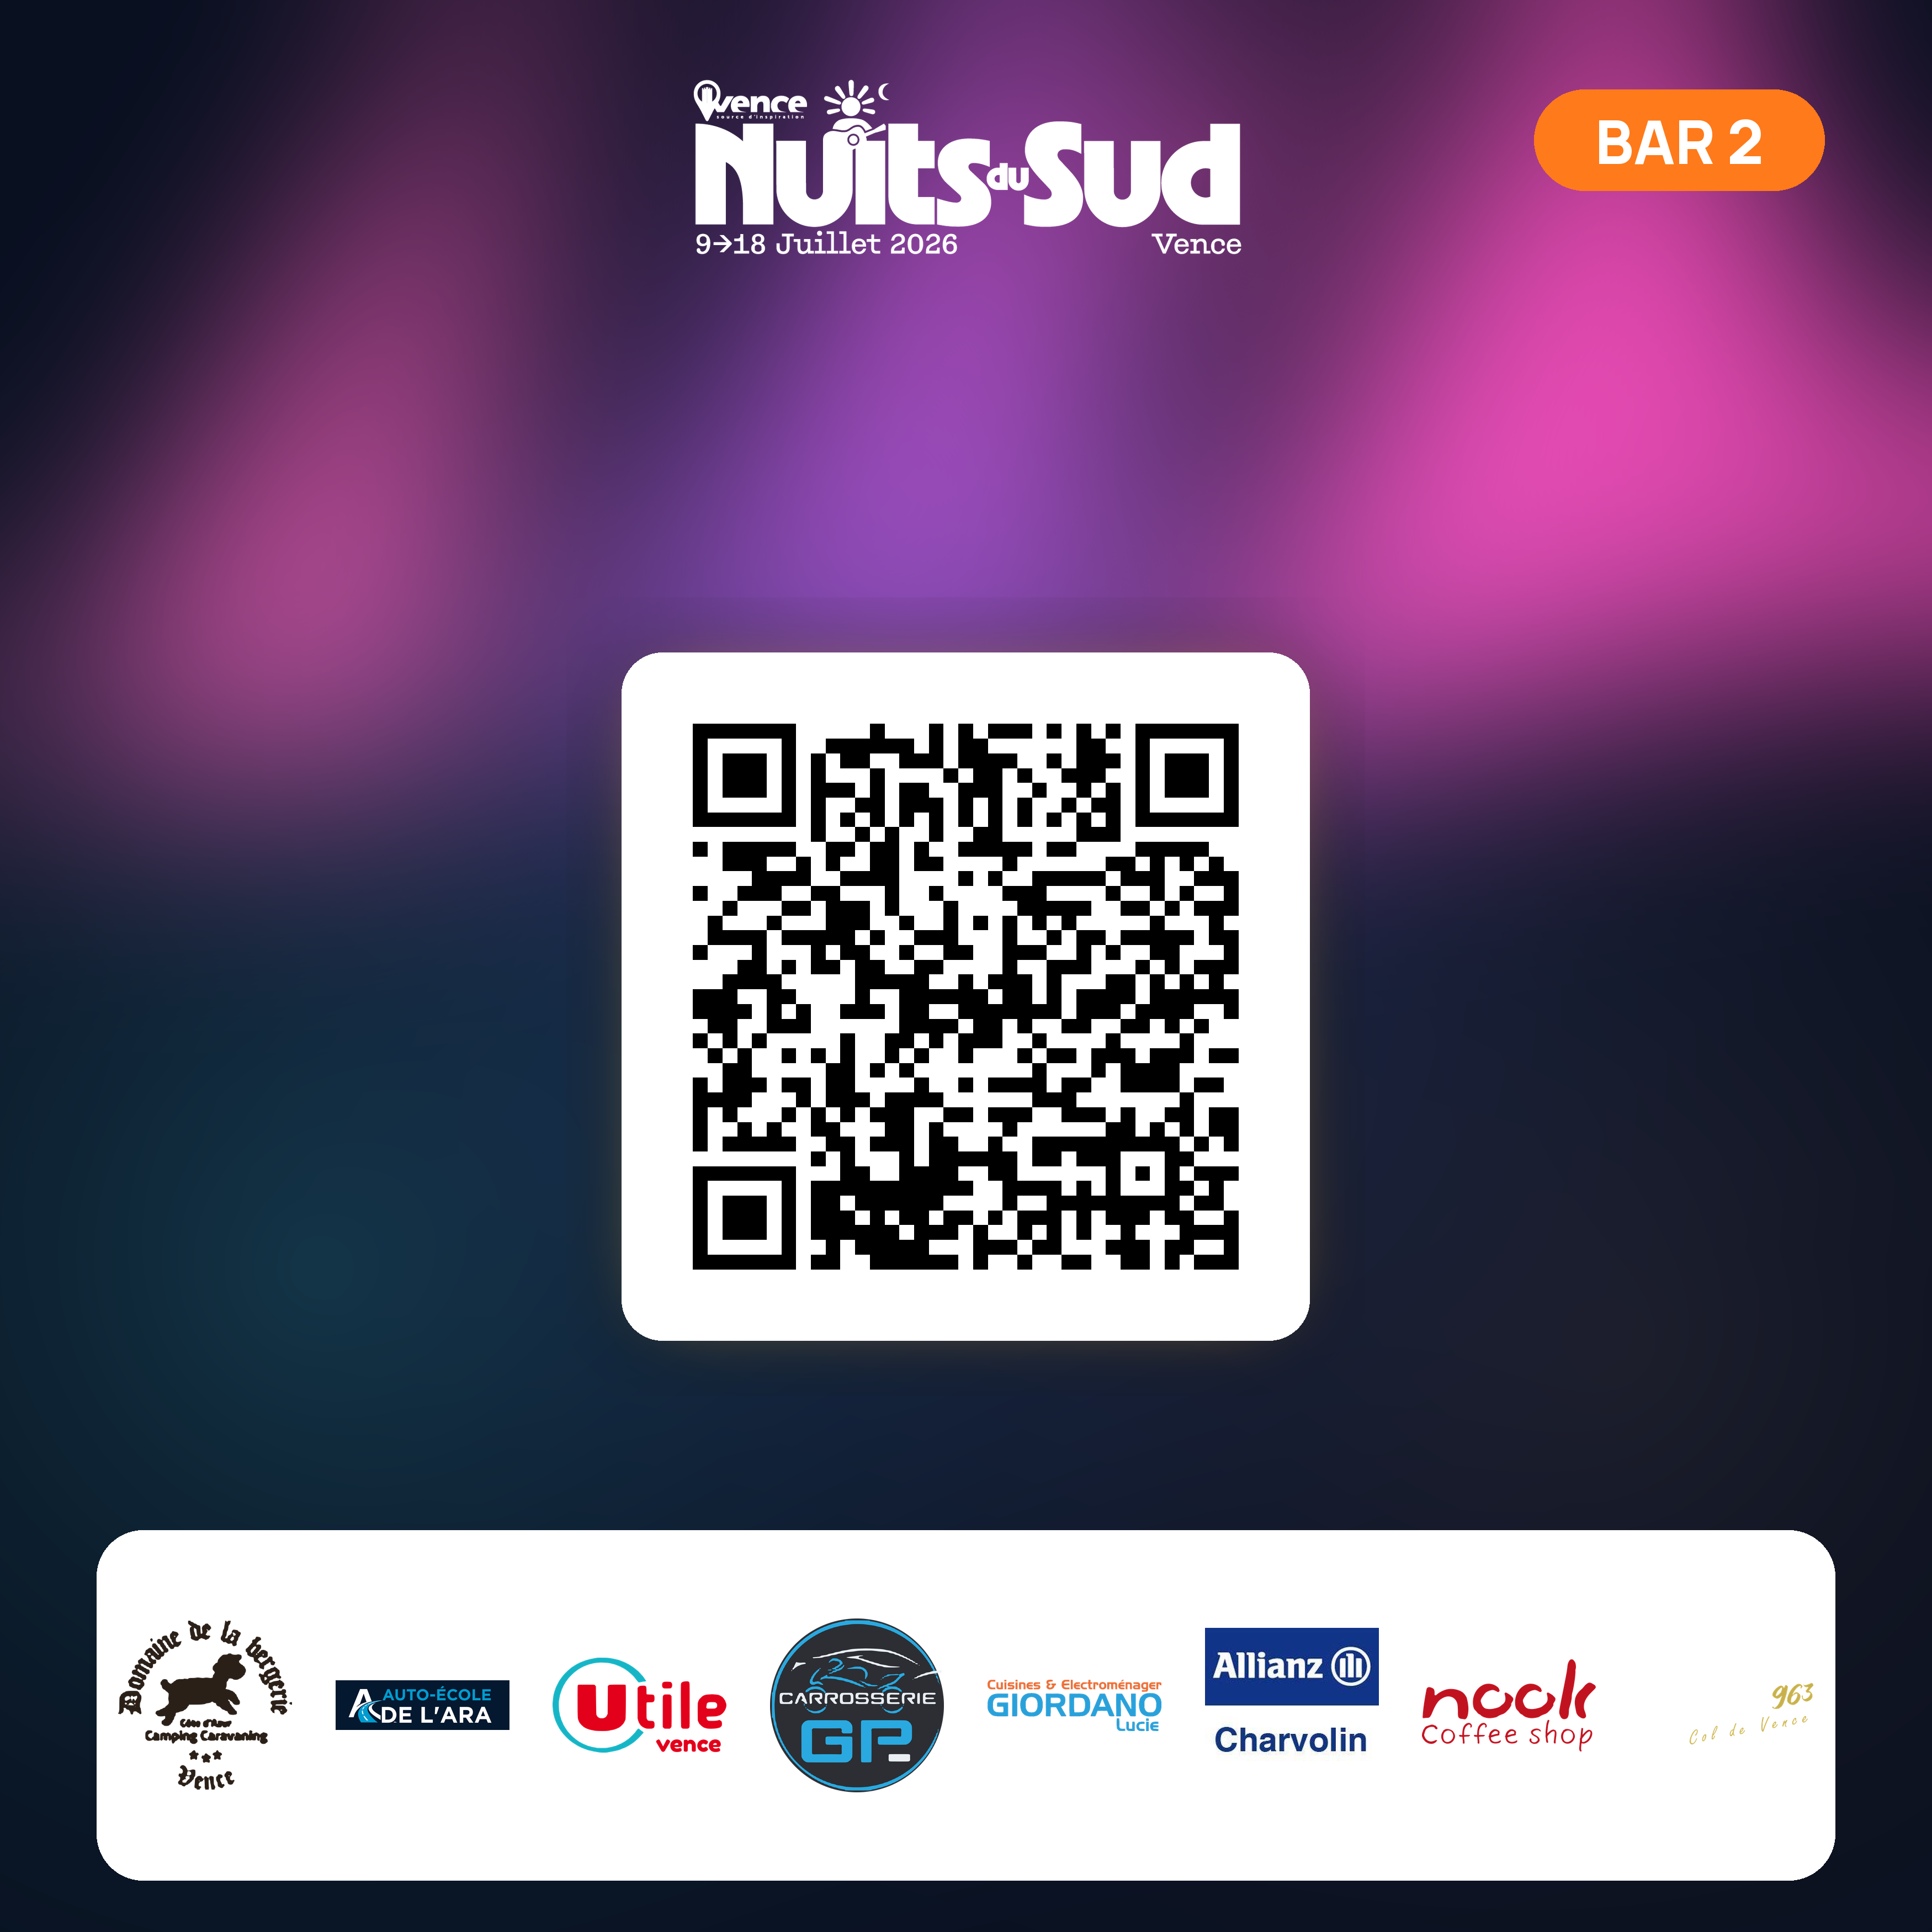 vence
source d'inspiration
Nuits du Sud
9→18 Juillet 2026 Vence
BAR 2
Domaine de la bergerie
Côte d'Azur
Camping Caravaning
Vence
AUTO-ÉCOLE
DE L'ARA
Utile
vence
CARROSSERIE
GP
Cuisines & Electroménager
GIORDANO
Lucie
Allianz
Charvolin
nook
Coffee shop
963
Col de Vence